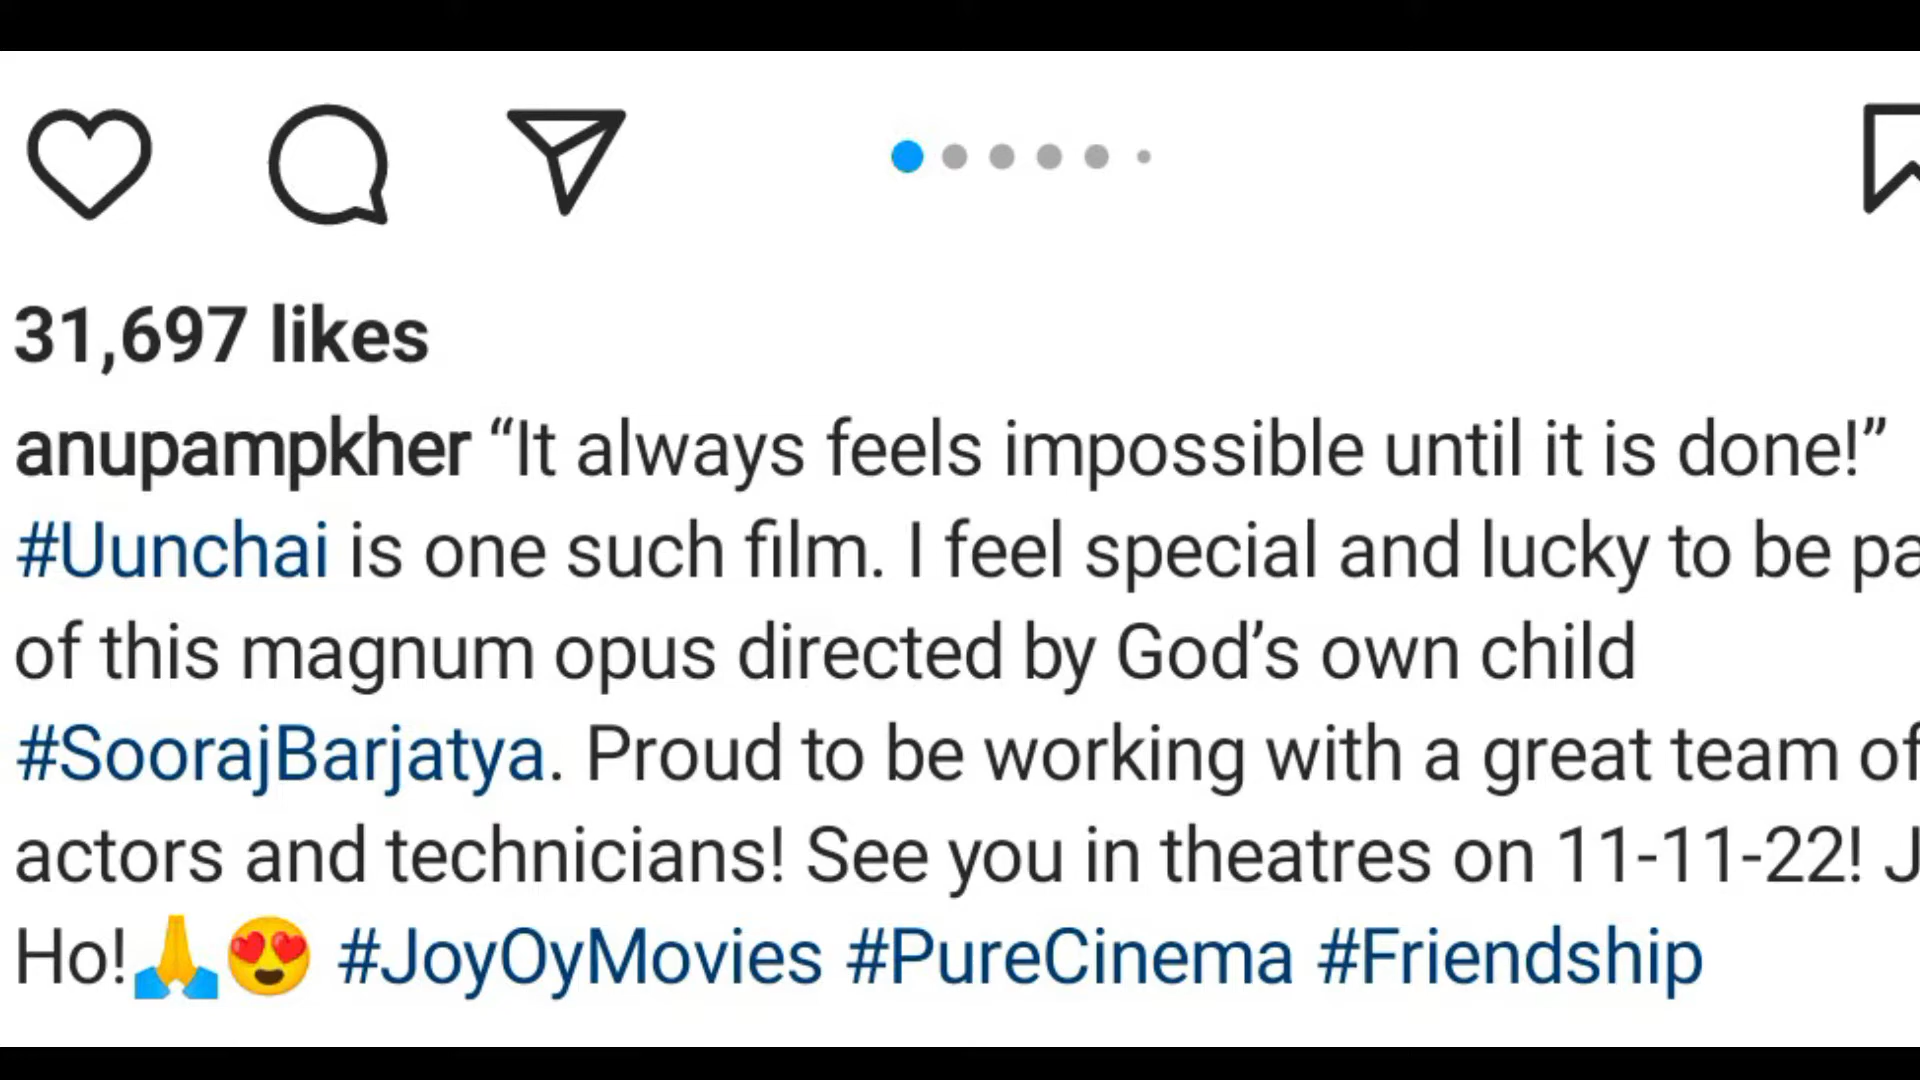 31,697 likes
anupampkher “It always feels impossible until it is done!”
#Uunchai is one such film. I feel special and lucky to be
of this magnum opus directed by God’s own child
#SoorajBarjatya. Proud to be working with a great team of
actors and technicians! See you in theatres on 11-11-22!
Ho!🙏😍 #JoyOyMovies #PureCinema #Friendship